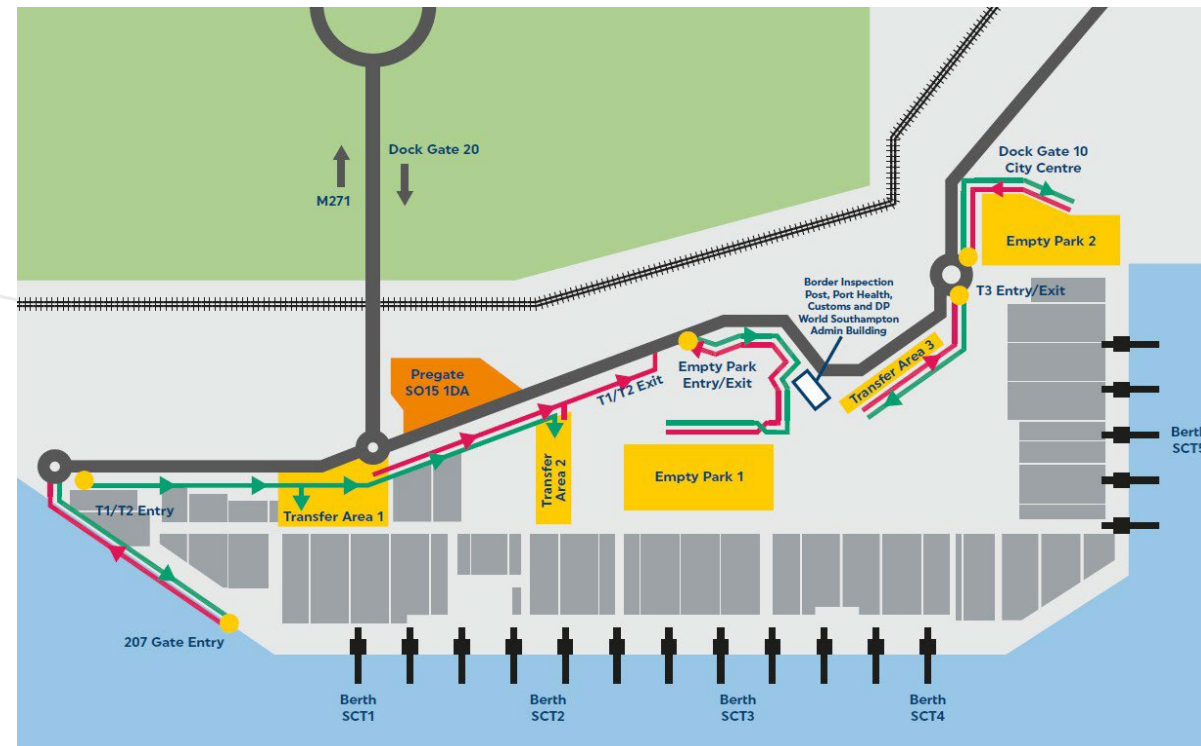 Dock Gate 20
M271
Dock Gate 10
City Centre
Empty Park 2
Border Inspection
Post, Port Health,
Customs and DP
World Southampton
Admin Building
T3 Entry/Exit
Transfer Area 3
Pregate
SO15 1DA
Empty Park
Entry/Exit
T1/T2 Exit
Berth
SCT5
Transfer
Area 2
Empty Park 1
T1/T2 Entry
Transfer Area 1
207 Gate Entry
Berth
SCT1
Berth
SCT2
Berth
SCT3
Berth
SCT4